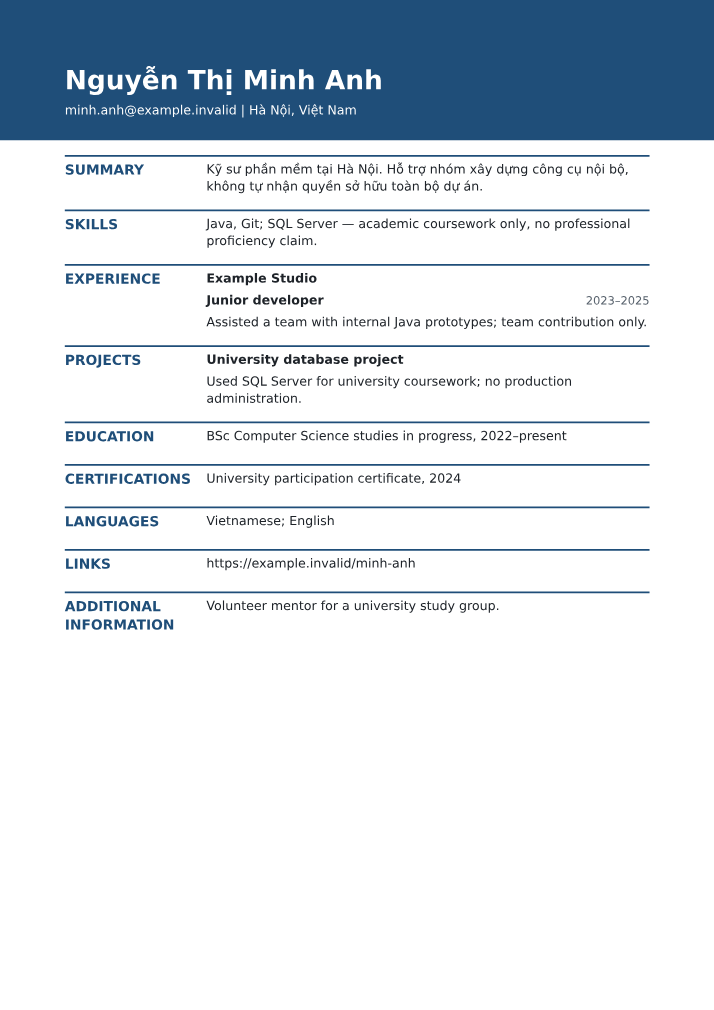 Nguyễn Thị Minh Anh
minh.anh@example.invalid | Hà Nội, Việt Nam
SUMMARY
Kỹ sư phần mềm tại Hà Nội. Hỗ trợ nhóm xây dựng công cụ nội bộ,
không tự nhận quyền sở hữu toàn bộ dự án.
SKILLS
Java, Git; SQL Server — academic coursework only, no professional
proficiency claim.
EXPERIENCE
Example Studio
Junior developer 2023–2025
Assisted a team with internal Java prototypes; team contribution only.
PROJECTS
University database project
Used SQL Server for university coursework; no production
administration.
EDUCATION
BSc Computer Science studies in progress, 2022–present
CERTIFICATIONS
University participation certificate, 2024
LANGUAGES
Vietnamese; English
LINKS
https://example.invalid/minh-anh
ADDITIONAL
INFORMATION
Volunteer mentor for a university study group.